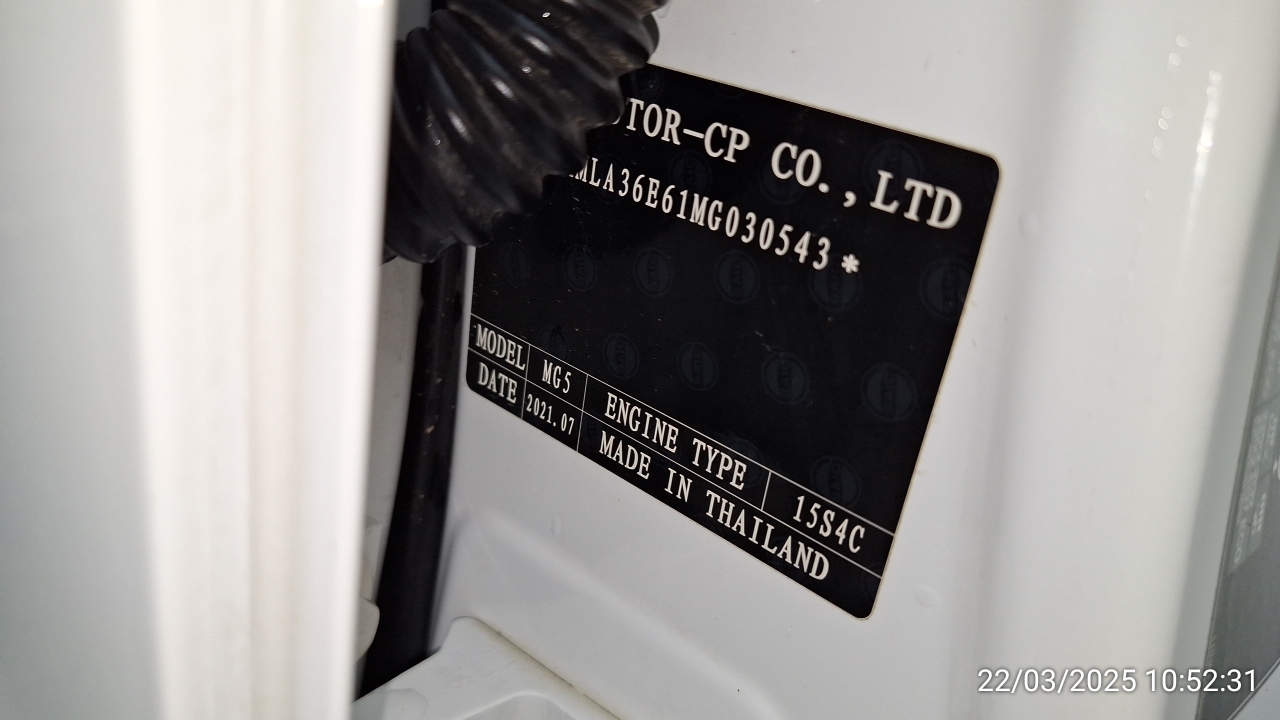 TOR-CP CO.,LTD
MLA36E61MG030543*
MODEL MG5 ENGINE TYPE 15S4C
DATE 2021.07 MADE IN THAILAND
22/03/2025 10:52:31